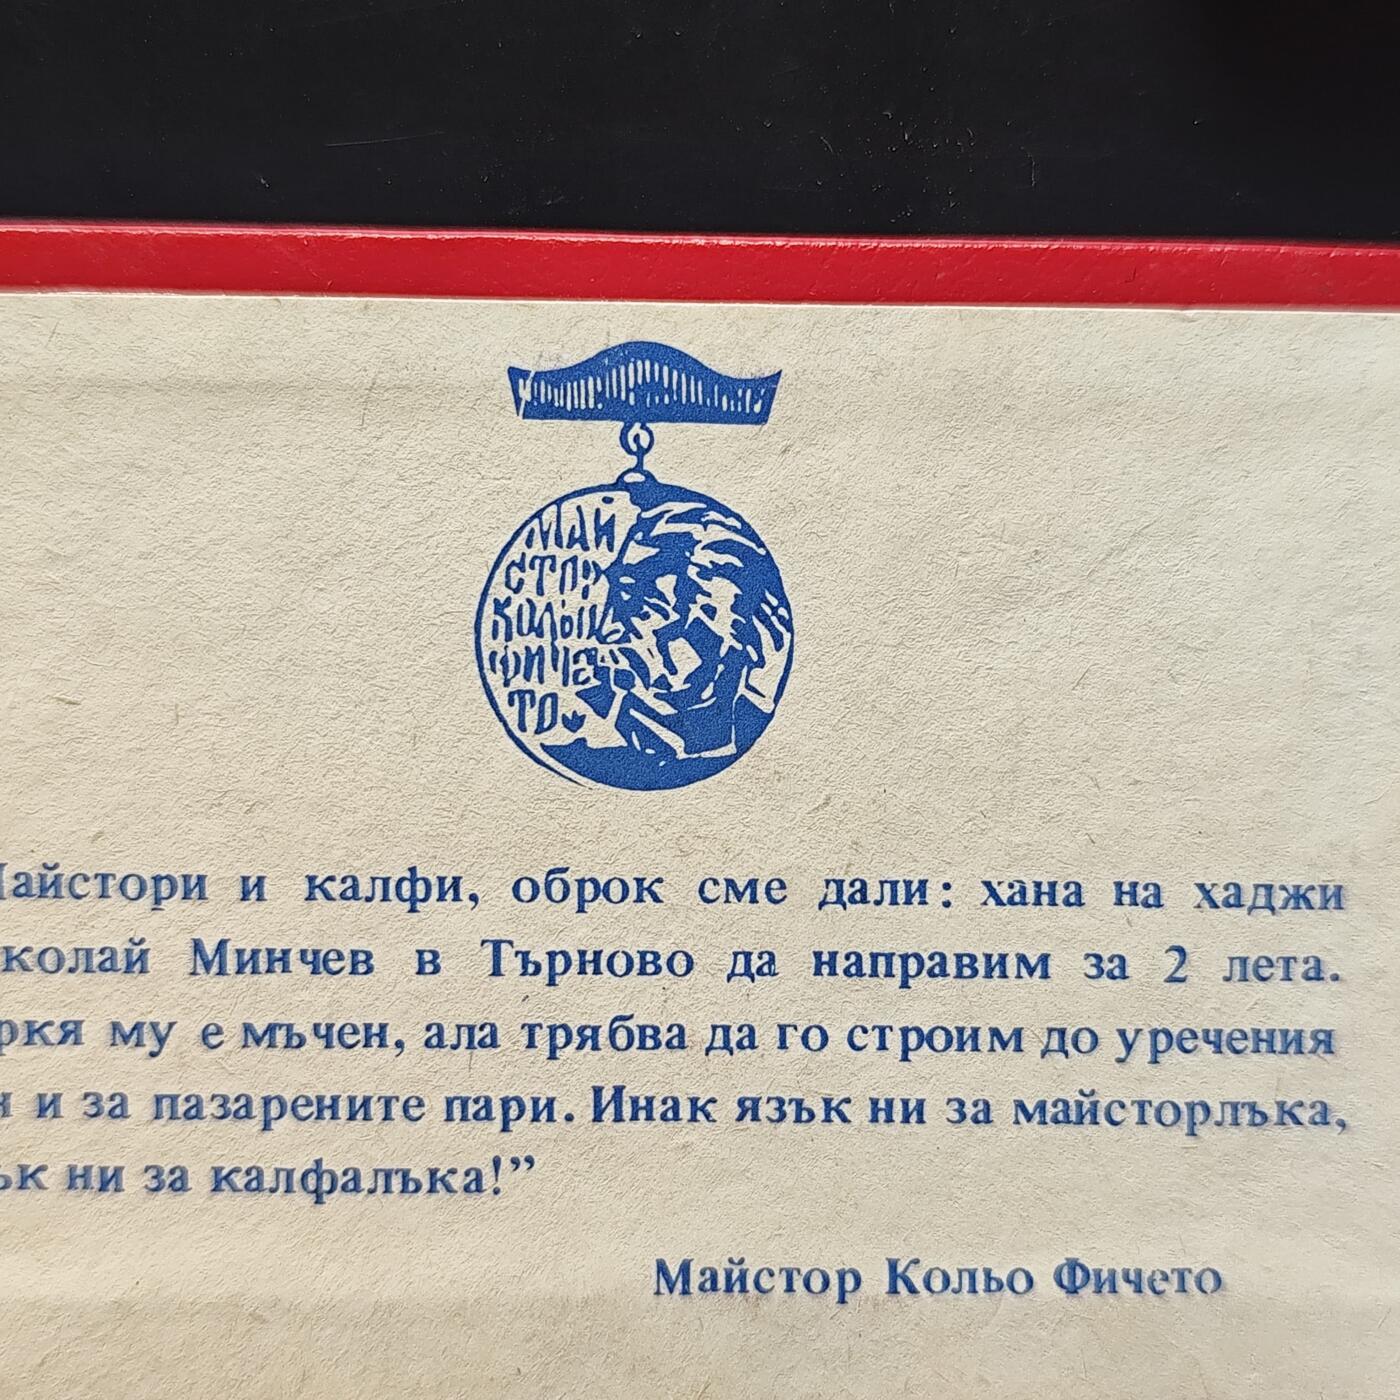 МАЙ
СТОР
КОЛЬО
ФИЧЕ
ТО
Майстори и калфи, оброк сме дали: хана на хаджи
колай Минчев в Търново да направим за 2 лета.
ркя му е мъчен, ала трябва да го строим до уречения
и за пазарените пари. Инак язък ни за майсторлъка,
ък ни за калфалъка!”
Майстор Кольо Фичето